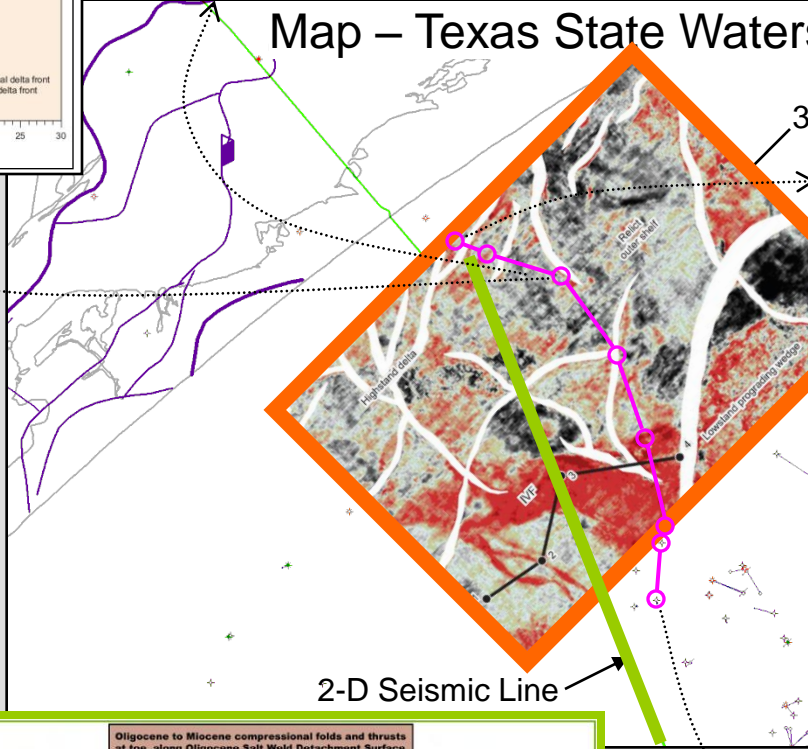 Map – Texas State Waters
al delta front
delta front
25 30
3
Relict
outer shelf
Highstand delta
Lowstand prograding wedge
IVF
4
3
2
2-D Seismic Line
Oligocene to Miocene compressional folds and thrusts
at toe, along Oligocene Salt Weld Detachment Surface